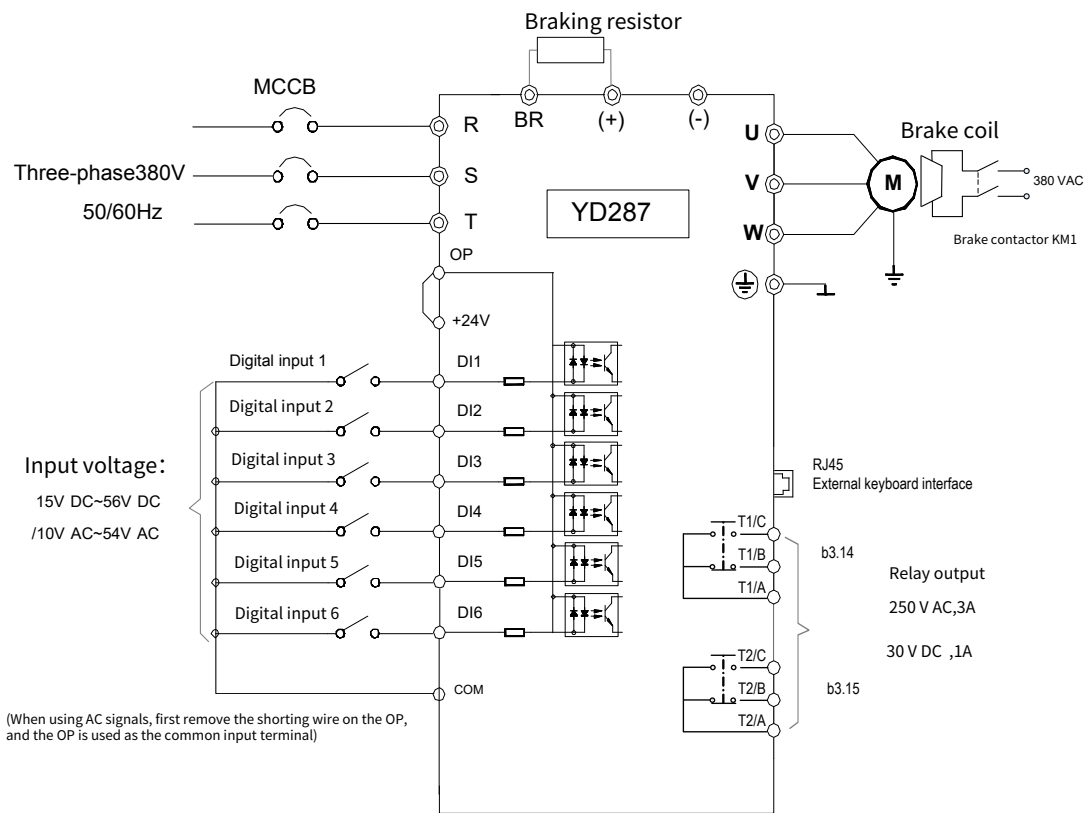 Braking resistor
MCCB
R
BR
(+)
(-)
U
Brake coil
Three-phase380V
S
V
M
380 VAC
50/60Hz
T
YD287
W
Brake contactor KM1
OP
+24V
Digital input 1
DI1
Digital input 2
DI2
Digital input 3
DI3
Input voltage:
15V DC~56V DC
/10V AC~54V AC
Digital input 4
DI4
Digital input 5
DI5
Digital input 6
DI6
COM
(When using AC signals, first remove the shorting wire on the OP,
and the OP is used as the common input terminal)
RJ45
External keyboard interface
T1/C
T1/B
T1/A
b3.14
Relay output
250 V AC,3A
30 V DC ,1A
T2/C
T2/B
T2/A
b3.15